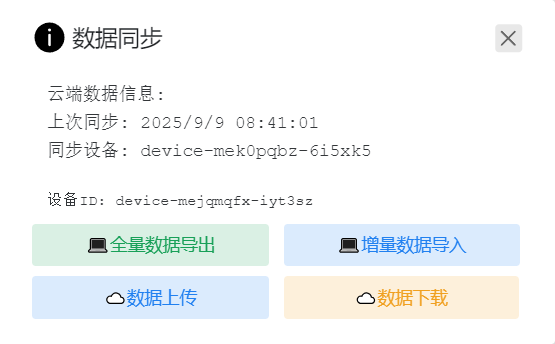 数据同步
云端数据信息:
上次同步: 2025/9/9 08:41:01
同步设备: device-mek0pqbz-6i5xk5
设备ID: device-mejqmqfx-iyt3sz
全量数据导出
增量数据导入
数据上传
数据下载